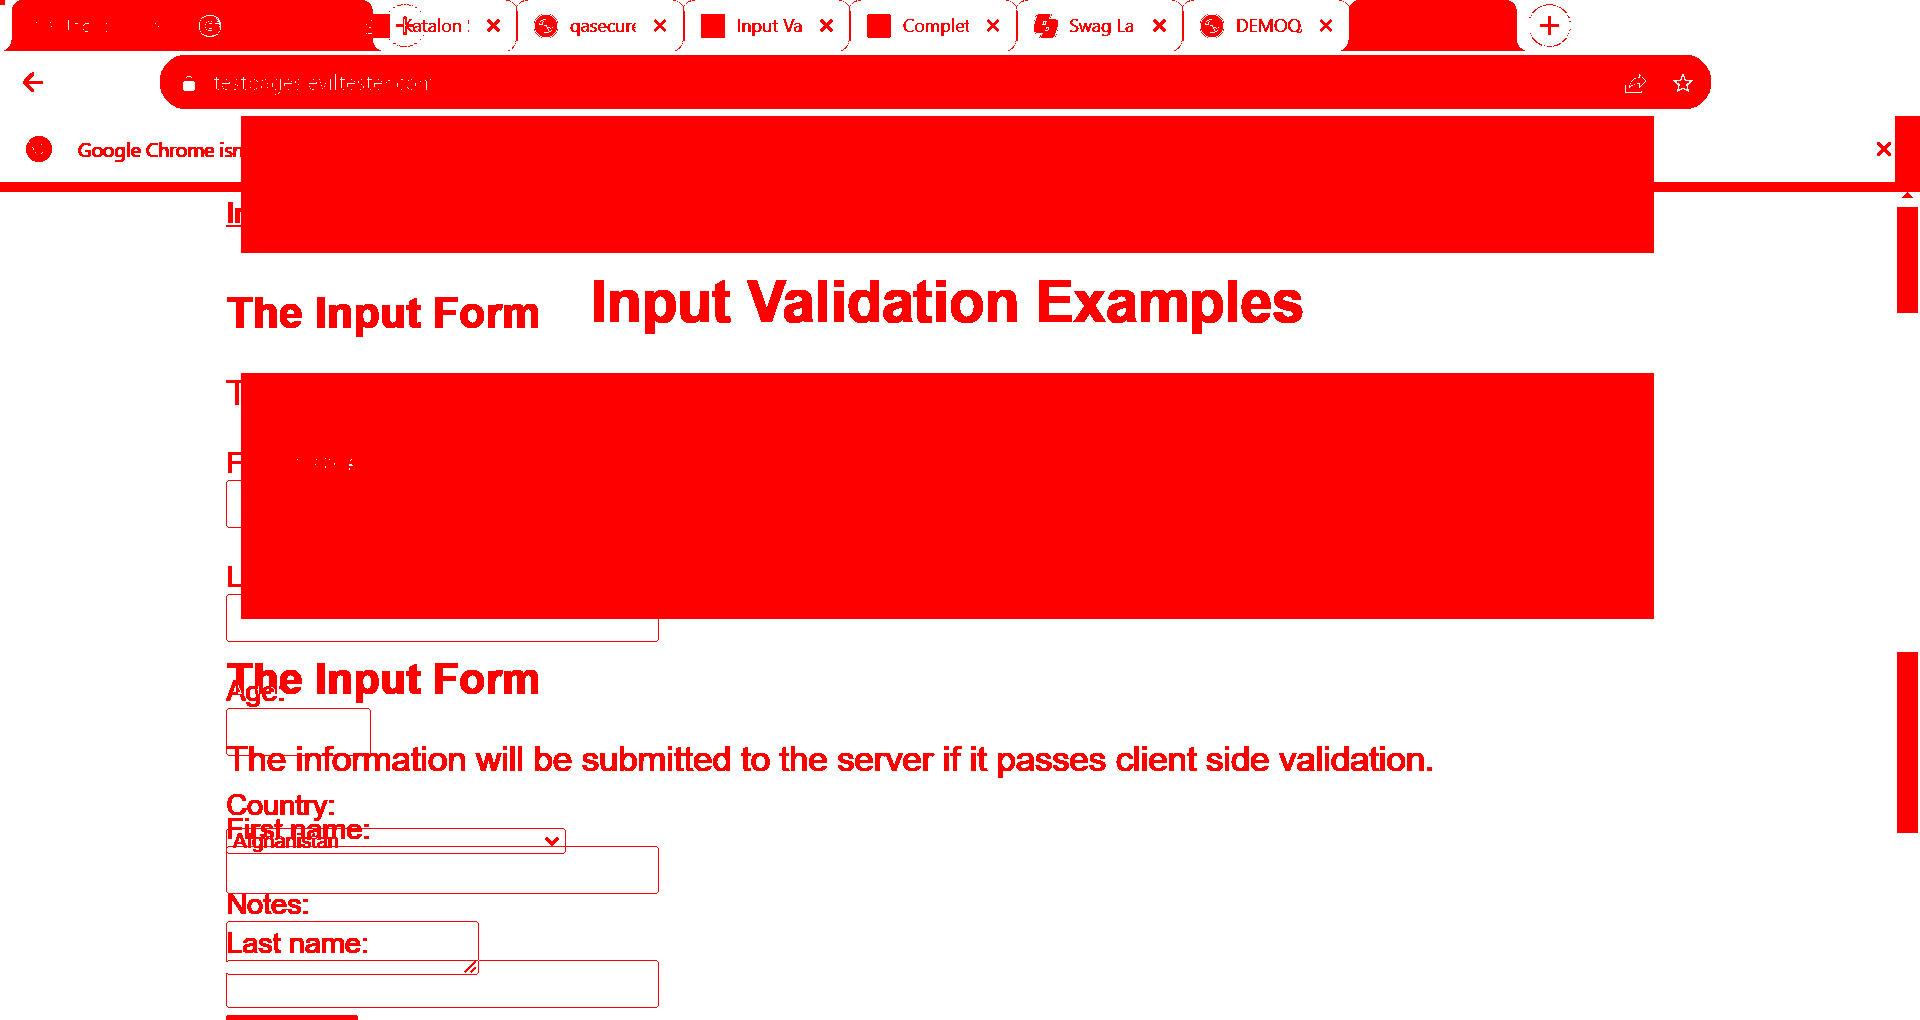 Katalon : qasecure Input Va Complet Swag La DEMOQ
testpages.eviltester.com
Google Chrome isn
The Input Form
Input Validation Examples
The Input Form
Age:
The information will be submitted to the server if it passes client side validation.
Country:
First name:
Afghanistan
Notes:
Last name: